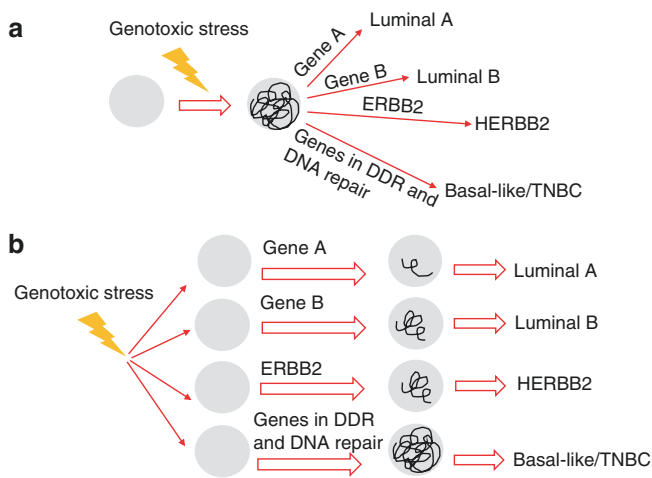 a
Genotoxic stress
Gene A
Luminal A
Gene B
Luminal B
ERBB2
HERBB2
Genes in DDR and
DNA repair
Basal-like/TNBC
b
Genotoxic stress
Gene A
Luminal A
Gene B
Luminal B
ERBB2
HERBB2
Genes in DDR
and DNA repair
Basal-like/TNBC